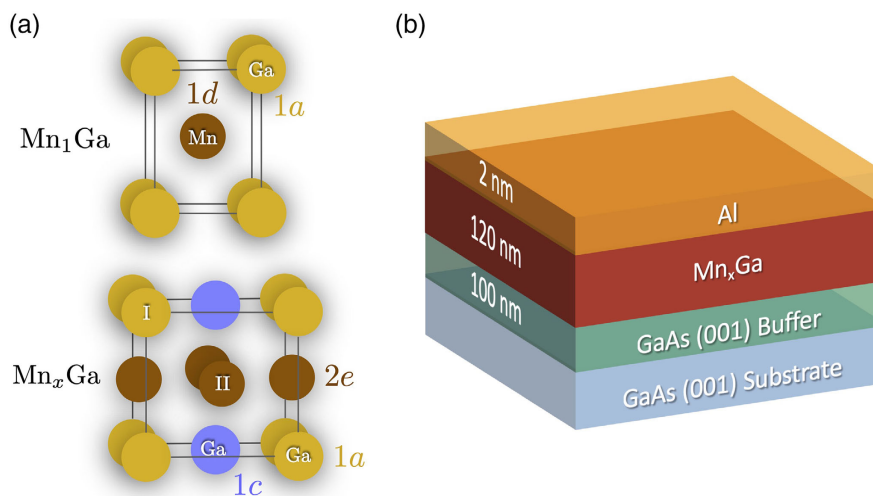 (a)
Ga
1d
1a
Mn
Mn₁Ga
I
MnₓGa
II
2e
Ga
Ga
1a
1c
(b)
2 nm
Al
120 nm
MnₓGa
100 nm
GaAs (001) Buffer
GaAs (001) Substrate